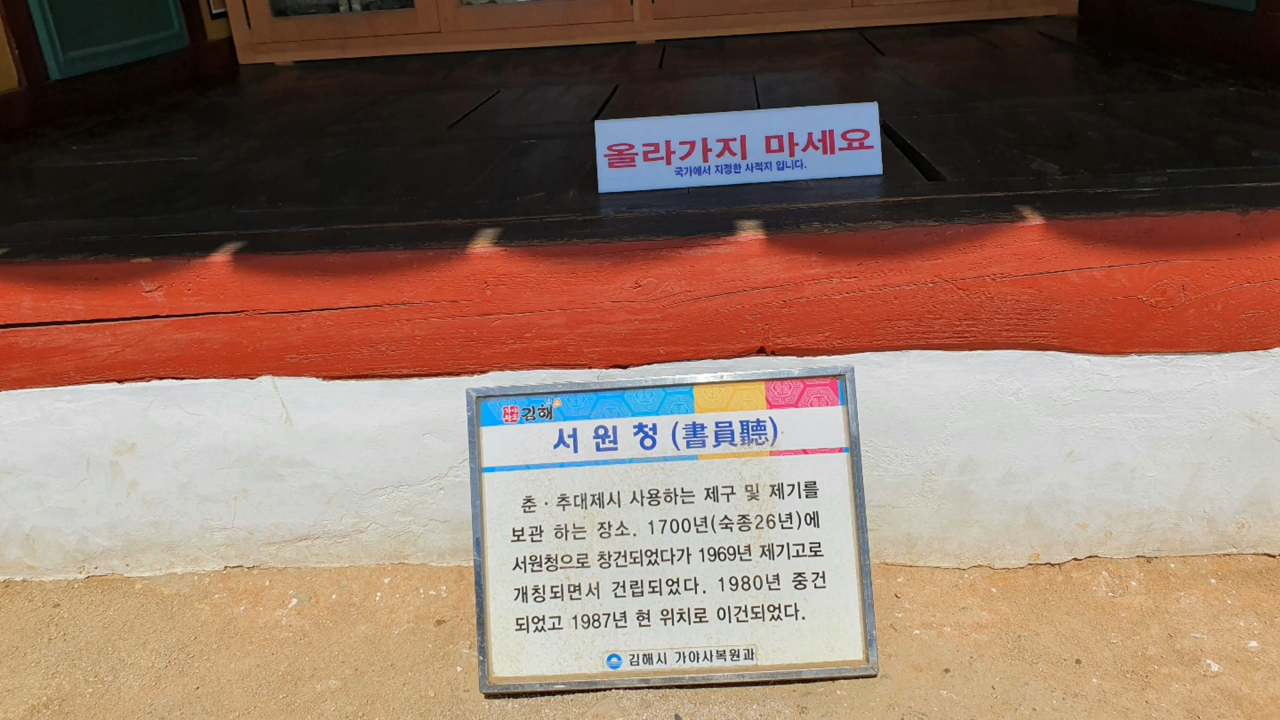 올라가지 마세요
국가에서 지정한 사적지 입니다.
김해
서원청(書員聽)
춘·추대제시 사용하는 제구 및 제기를
보관 하는 장소. 1700년(숙종26년)에
서원청으로 창건되었다가 1969년 제기고로
개칭되면서 건립되었다. 1980년 중건
되었고 1987년 현 위치로 이건되었다.
김해시 가야사복원과